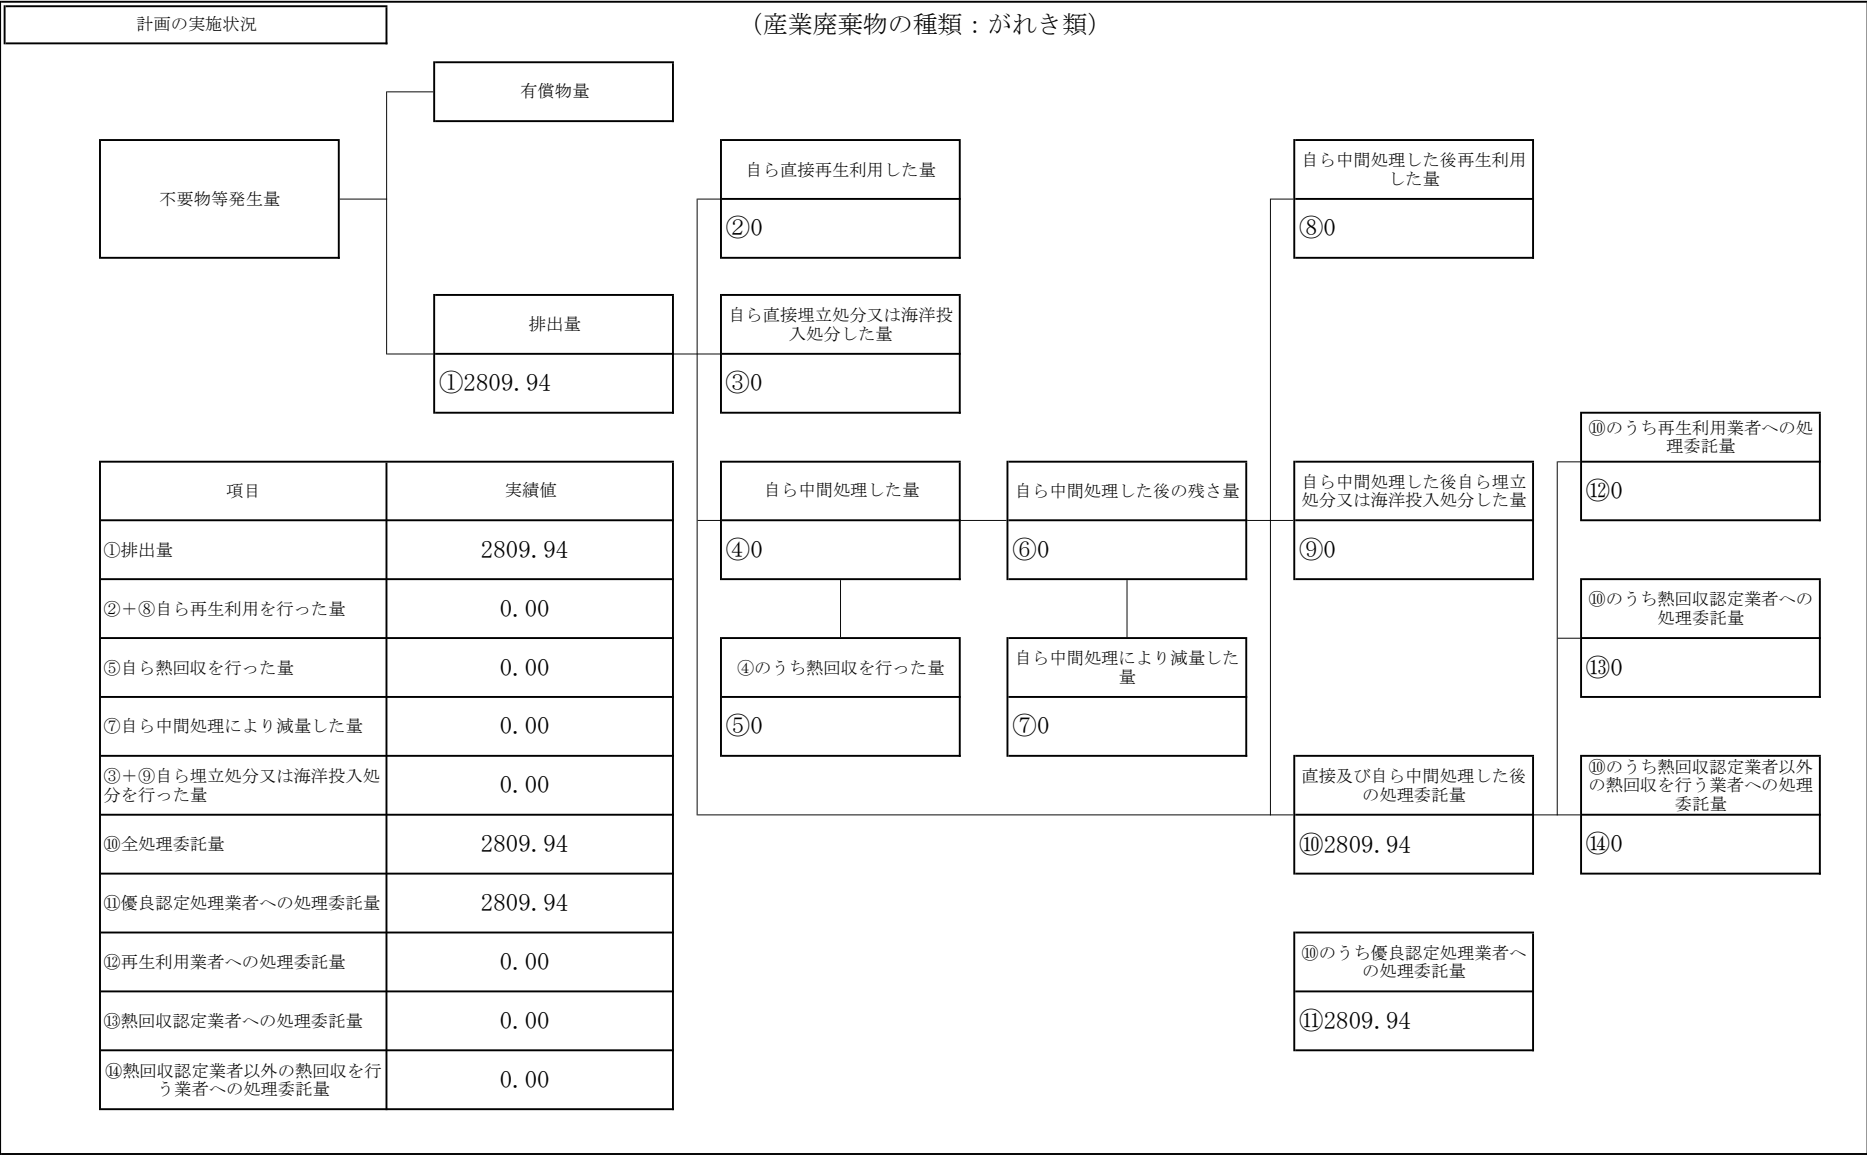 計画の実施状況
（産業廃棄物の種類：がれき類）
有償物量
不要物等発生量
自ら直接再生利用した量
②0
自ら中間処理した後再生利用
した量
⑧0
排出量
①2809.94
自ら直接埋立処分又は海洋投
入処分した量
③0
⑩のうち再生利用業者への処
理委託量
⑫0
自ら中間処理した量
④0
自ら中間処理した後の残さ量
⑥0
自ら中間処理した後自ら埋立
処分又は海洋投入処分した量
⑨0
⑩のうち熱回収認定業者への
処理委託量
⑬0
④のうち熱回収を行った量
⑤0
自ら中間処理により減量した
量
⑦0
直接及び自ら中間処理した後
の処理委託量
⑩2809.94
⑩のうち熱回収認定業者以外
の熱回収を行う業者への処理
委託量
⑭0
⑩のうち優良認定処理業者へ
の処理委託量
⑪2809.94
項目 実績値
①排出量 2809.94
②＋⑧自ら再生利用を行った量 0.00
⑤自ら熱回収を行った量 0.00
⑦自ら中間処理により減量した量 0.00
③＋⑨自ら埋立処分又は海洋投入処
分を行った量 0.00
⑩全処理委託量 2809.94
⑪優良認定処理業者への処理委託量 2809.94
⑫再生利用業者への処理委託量 0.00
⑬熱回収認定業者への処理委託量 0.00
⑭熱回収認定業者以外の熱回収を行
う業者への処理委託量 0.00